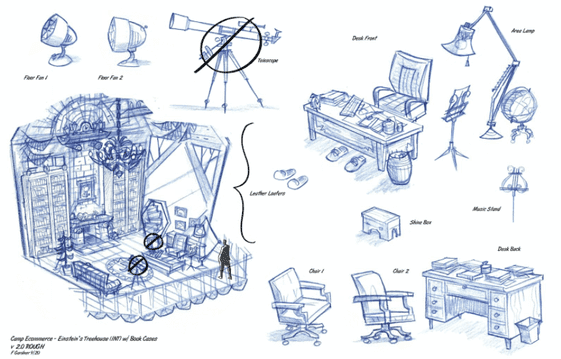 Floor Fan 1
Floor Fan 2
Telescope
Desk Front
Area Lamp
Leather Loafers
Music Stand
Shine Box
Chair 1
Chair 2
Desk Back
Camp Ecommerce - Einstein's Treehouse (INT) w/ Book Cases
v 2.0 ROUGH
F Gardner 9/20